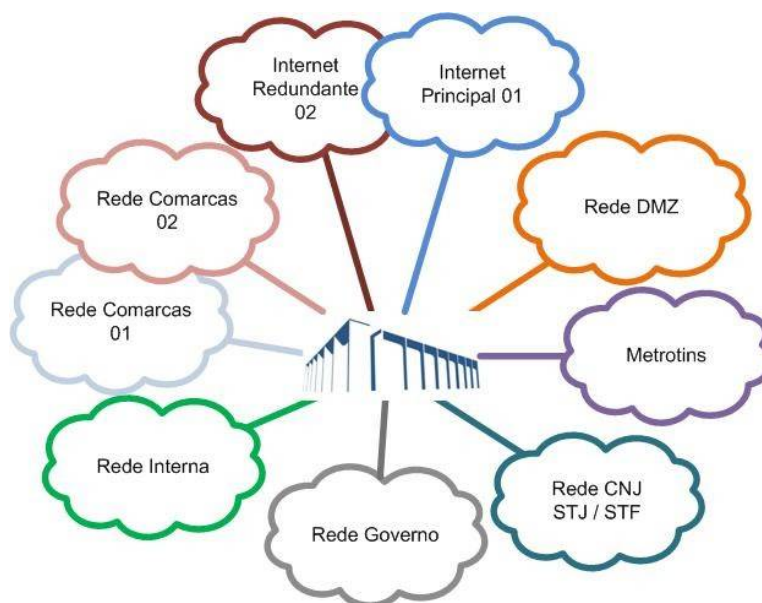 Internet
Redundante
02
Internet
Principal 01
Rede Comarcas
02
Rede DMZ
Rede Comarcas
01
Metrotins
Rede Interna
Rede CNJ
STJ / STF
Rede Governo